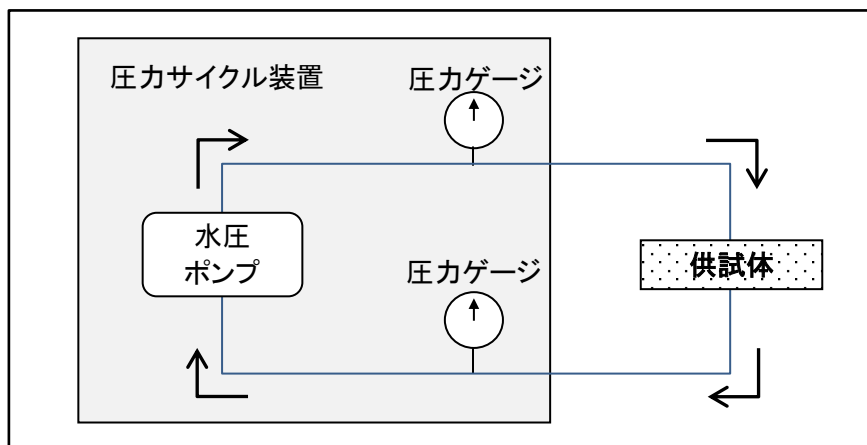 圧力サイクル装置
圧力ゲージ
水圧
ポンプ
供試体
圧力ゲージ